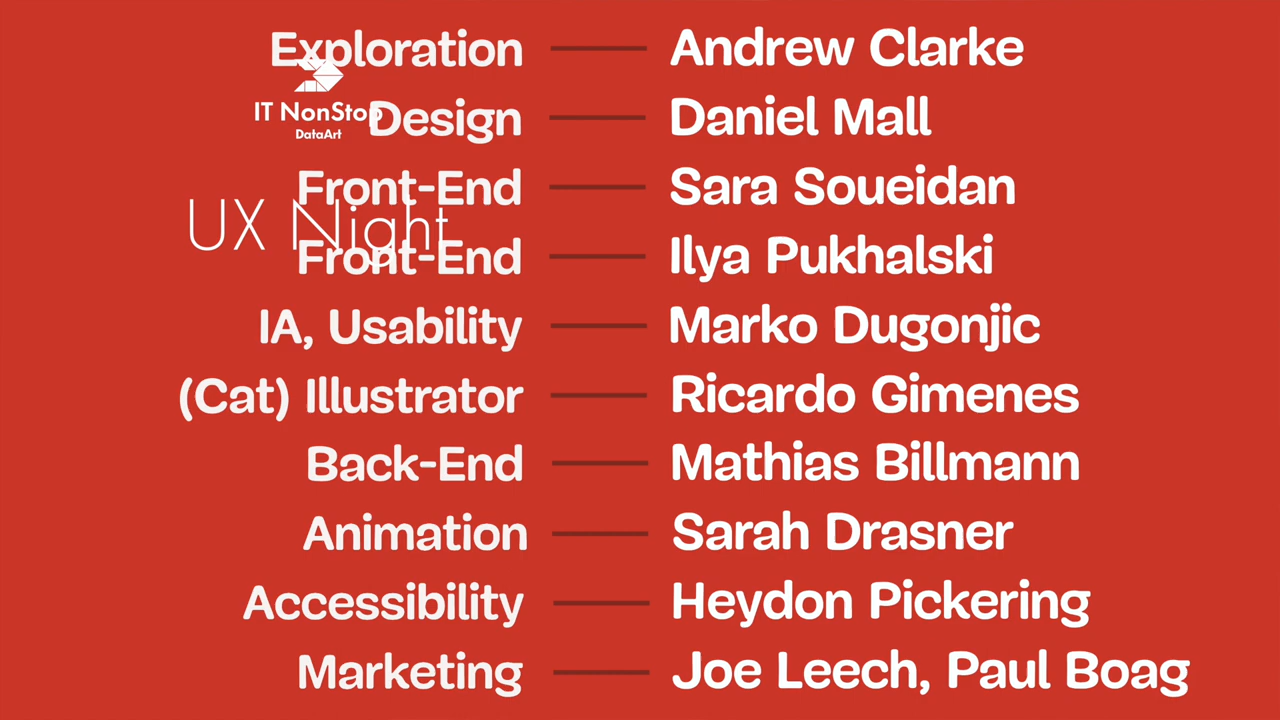 Exploration — Andrew Clarke
IT NonStop
DataArt
Design — Daniel Mall
Front-End — Sara Soueidan
UX Night
Front-End — Ilya Pukhalski
IA, Usability — Marko Dugonjic
(Cat) Illustrator — Ricardo Gimenes
Back-End — Mathias Billmann
Animation — Sarah Drasner
Accessibility — Heydon Pickering
Marketing — Joe Leech, Paul Boag